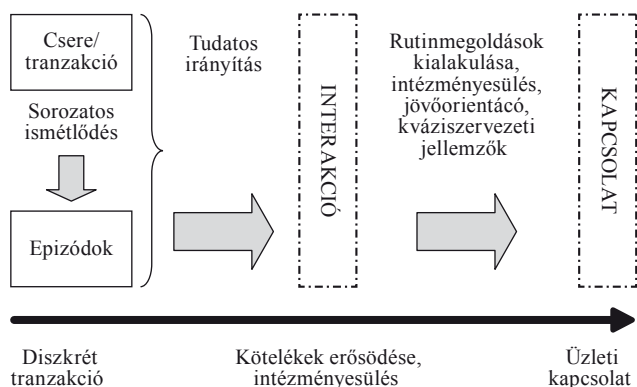 Csere/
tranzakció
Sorozatos
ismétlődés
Epizódok
Tudatos
irányítás
INTERAKCIÓ
Rutinmegoldások
kialakulása,
intézményesülés,
jövőorientácó,
kváziszervezeti
jellemzők
KAPCSOLAT
Diszkrét
tranzakció
Kötelékek erősödése,
intézményesülés
Üzleti
kapcsolat